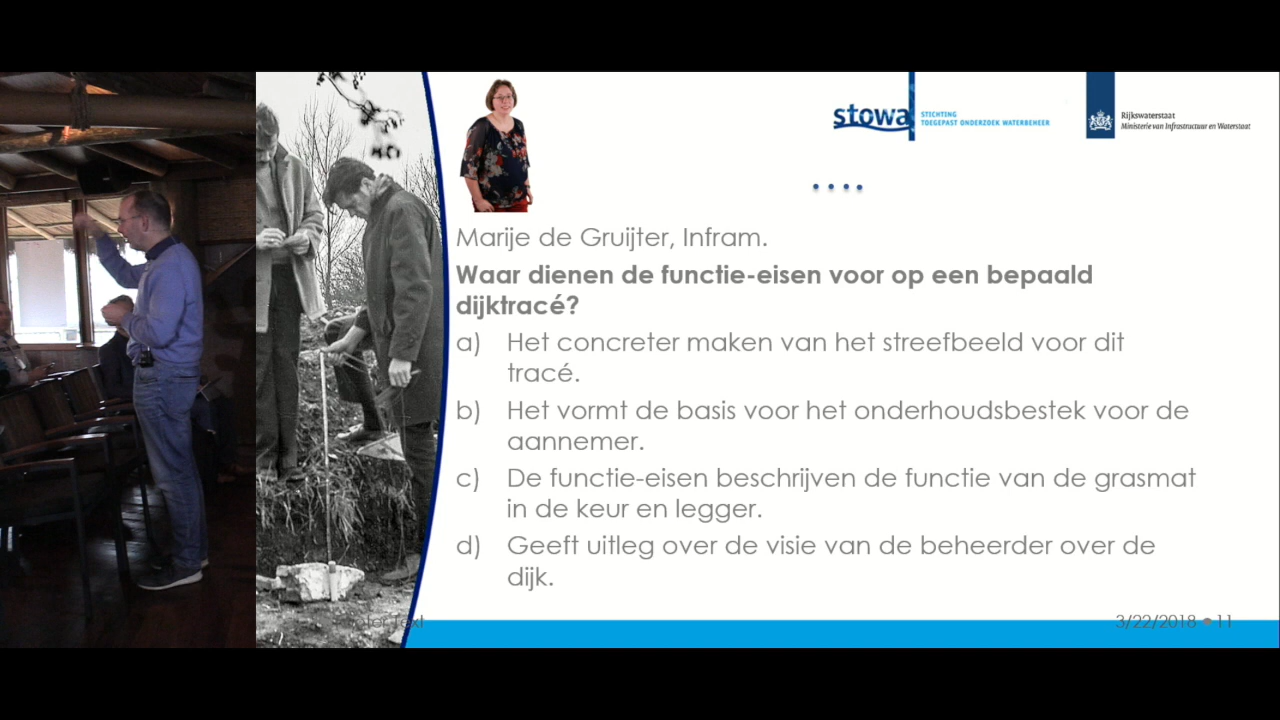 stowa
STICHTING
TOEGEPAST ONDERZOEK WATERBEHEER
Rijkswaterstaat
Ministerie van Infrastructuur en Waterstaat
Marije de Gruijter, Infram.
Waar dienen de functie-eisen voor op een bepaald
dijktracé?
a) Het concreter maken van het streefbeeld voor dit
tracé.
b) Het vormt de basis voor het onderhoudsbestek voor de
aannemer.
c) De functie-eisen beschrijven de functie van de grasmat
in de keur en legger.
d) Geeft uitleg over de visie van de beheerder over de
dijk.
Text
3/22/2018 • 11